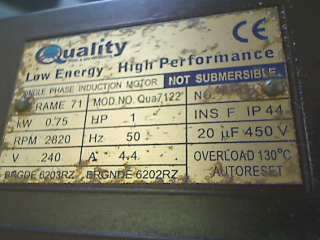 Quality
CE
Low Energy High Performance
SINGLE PHASE INDUCTION MOTOR NOT SUBMERSIBLE
FRAME 71 MOD.NO. Qua7122 NO
kW 0.75 HP 1 INS F IP 44
RPM 2820 Hz 50 20 µF 450 V
V 240 A 4.4 OVERLOAD 130°C
BRGDE 6203RZ BRGNDE 6202RZ AUTORESET